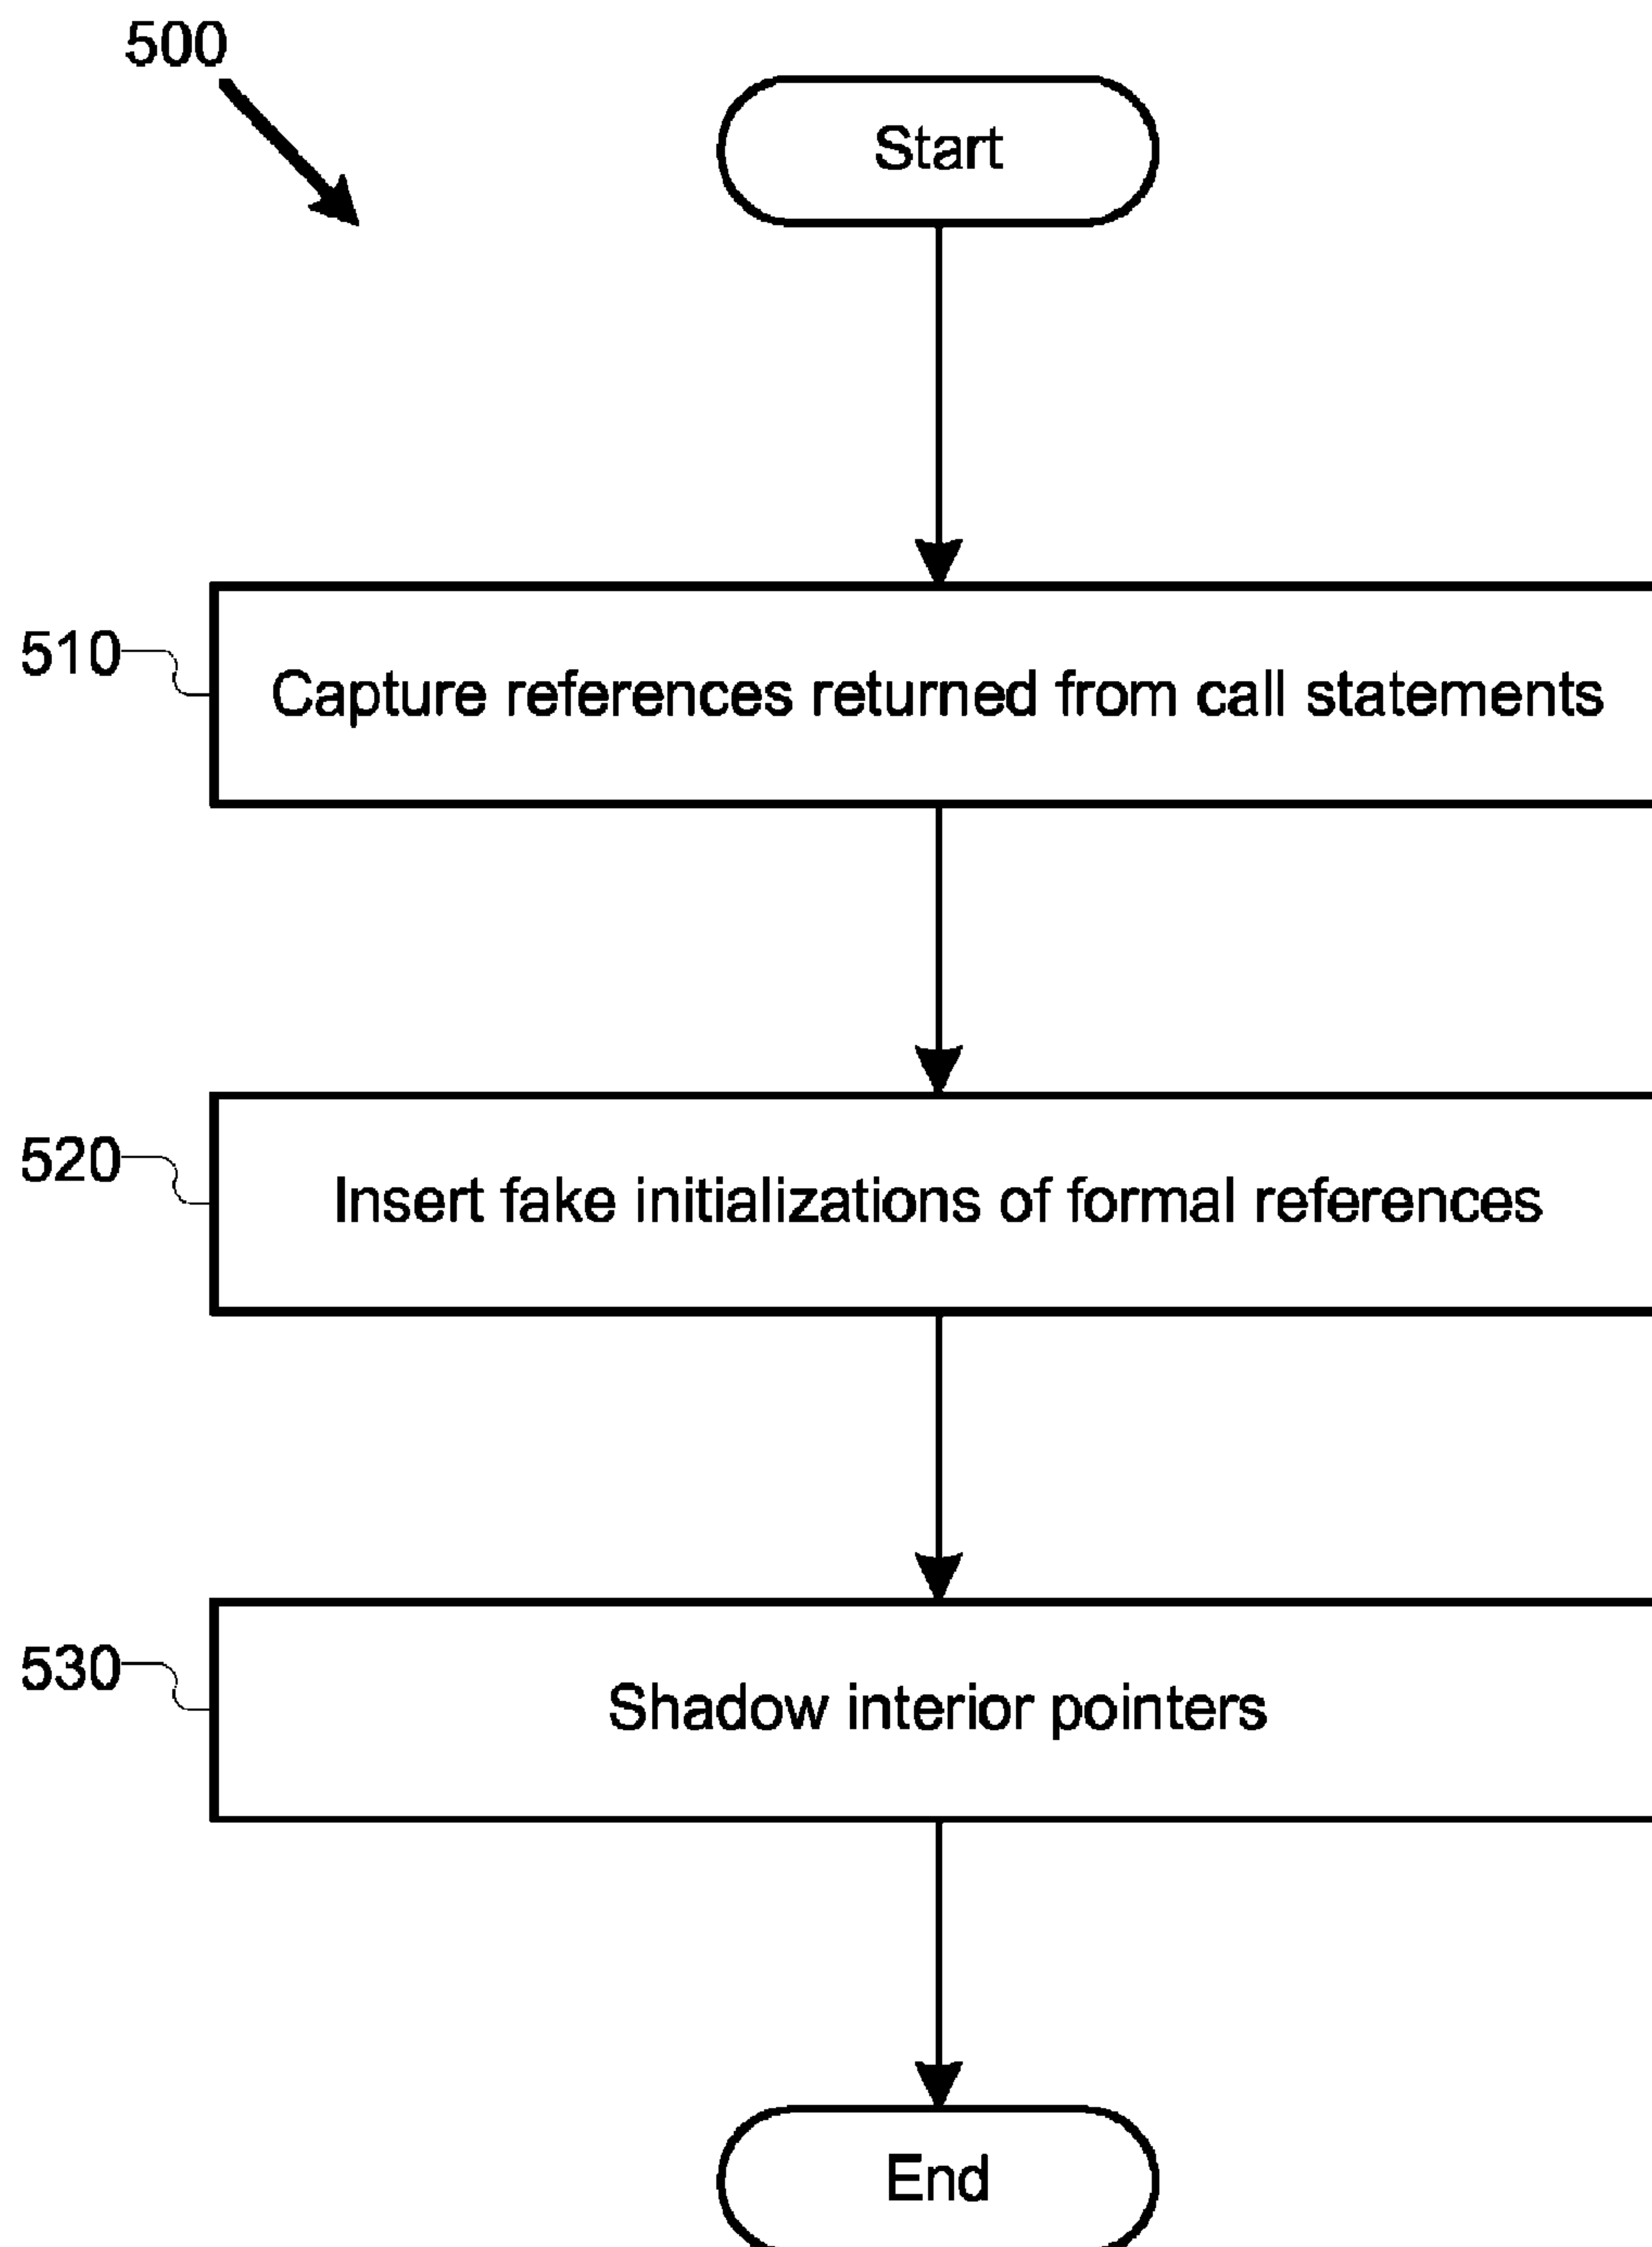 500
Start
510
Capture references returned from call statements
520
Insert fake initializations of formal references
530
Shadow interior pointers
End